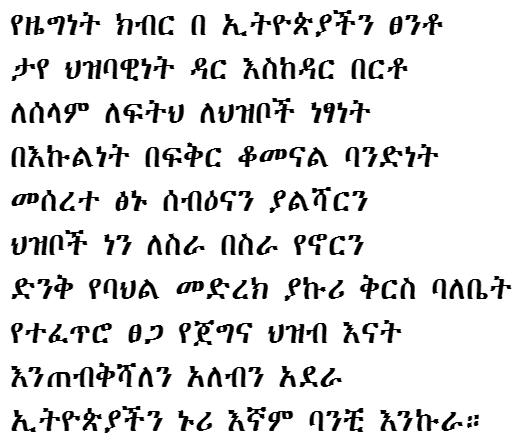 የዜግነት ክብር በ ኢትዮጵያችን ፀንቶ
ታየ ህዝባዊነት ዳር እስከዳር በርቶ
ለሰላም ለፍትህ ለህዝቦች ነፃነት
በእኩልነት በፍቅር ቆመናል ባንድነት
መሰረተ ፅኑ ሰብዕናን ያልሻርን
ህዝቦች ነን ለስራ በስራ የኖርን
ድንቅ የባህል መድረክ ያኩሪ ቅርስ ባለቤት
የተፈጥሮ ፀጋ የጀግና ህዝብ እናት
እንጠብቅሻለን አለብን አደራ
ኢትዮጵያችን ኑሪ እኛም ባንቺ እንኩራ።